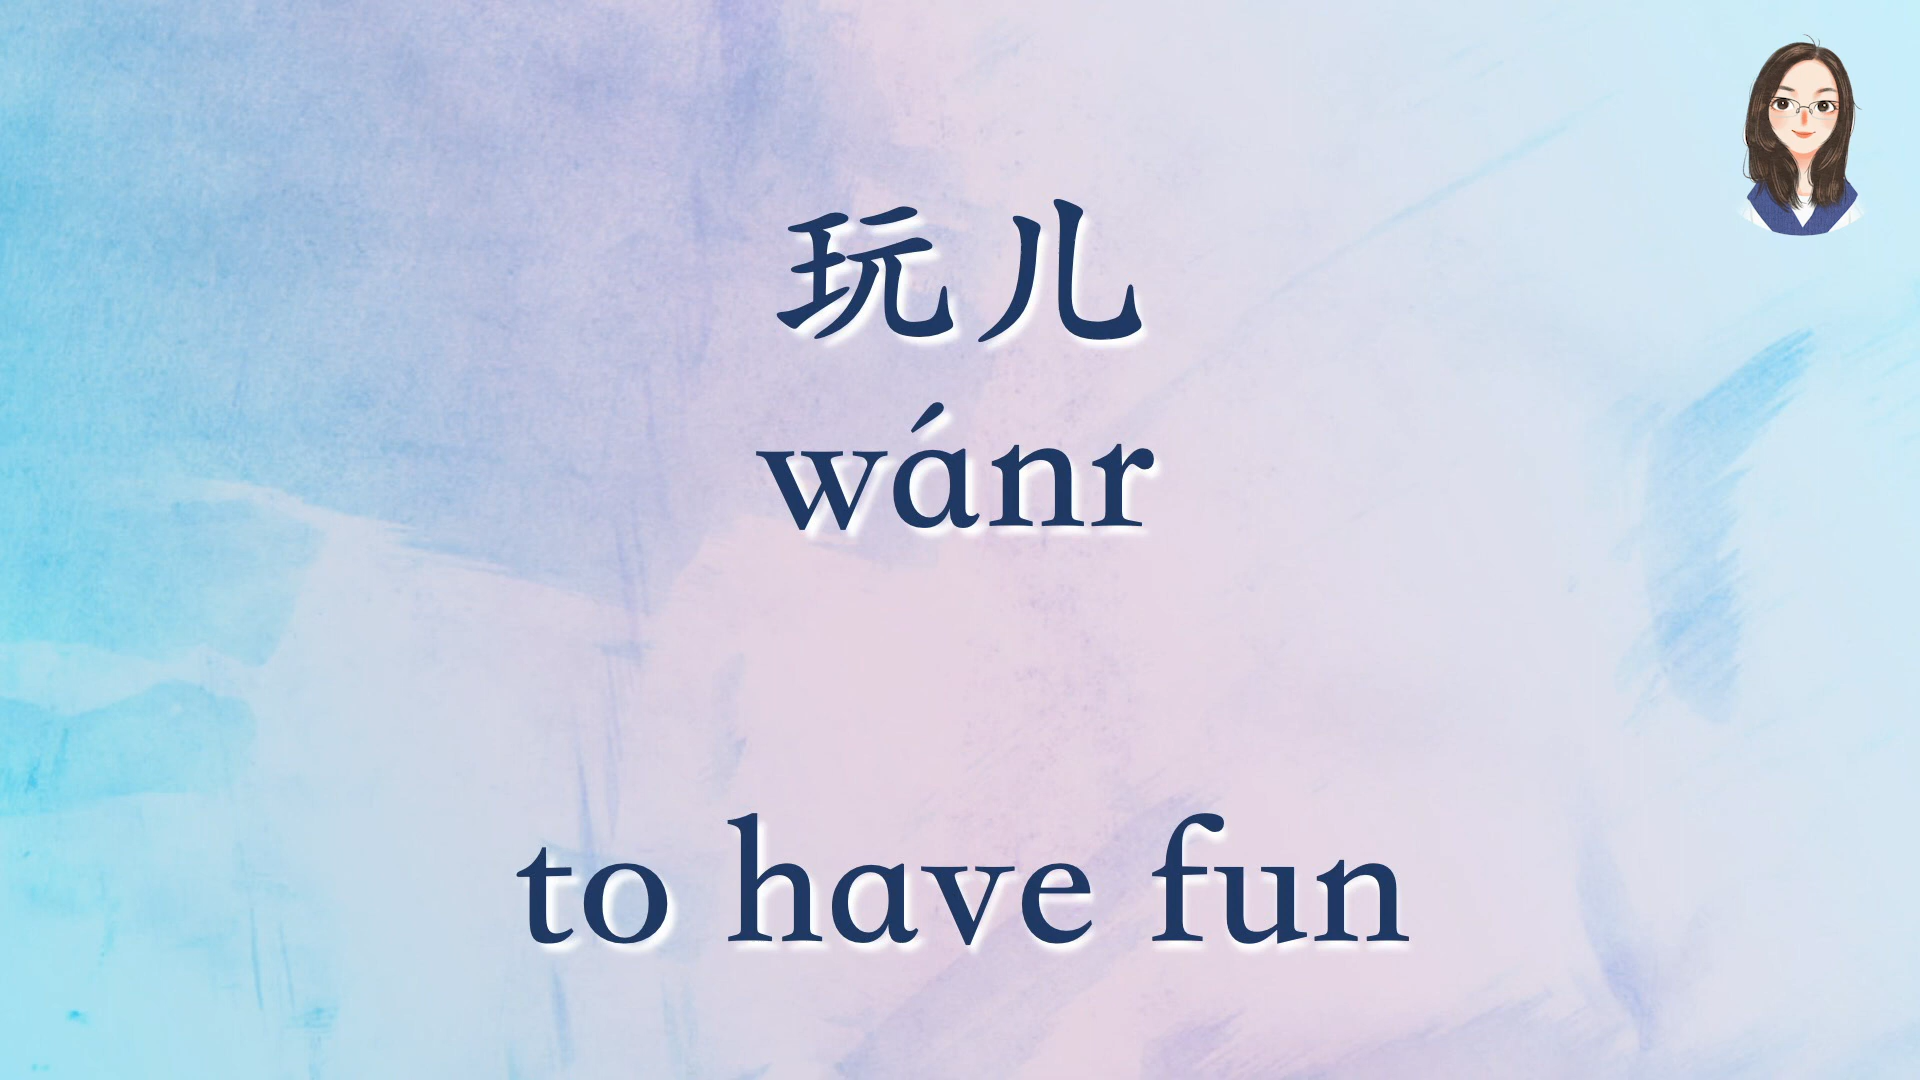 玩儿
wánr
to have fun